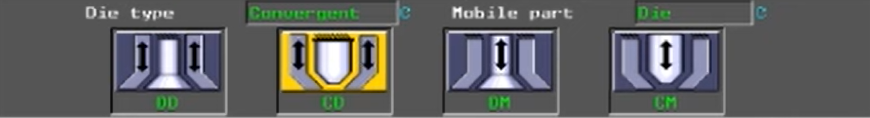 Die type Convergent C Mobile part Die C
DD CD DM CM